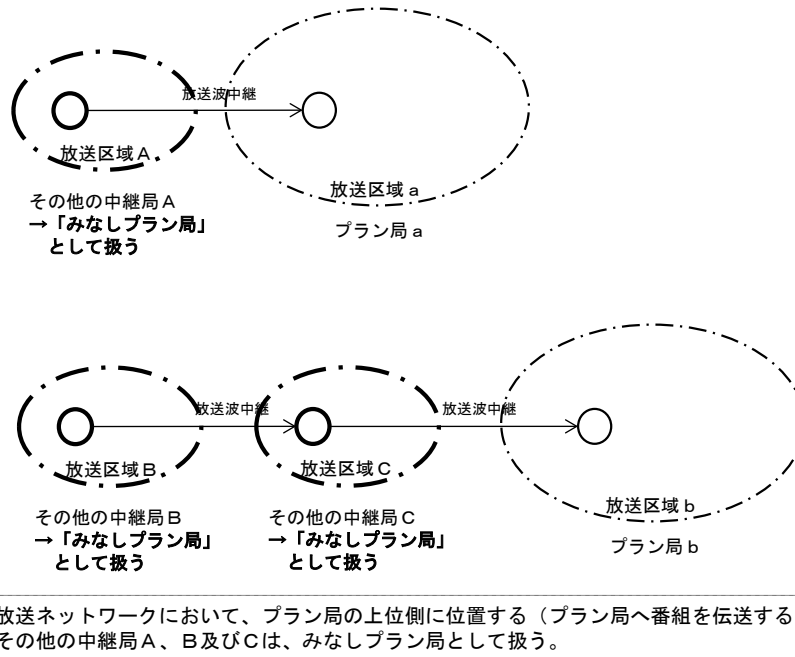 放送波中継
放送区域A
放送区域a
その他の中継局A
→「みなしプラン局」
として扱う
プラン局a
放送波中継
放送波中継
放送区域B
放送区域C
放送区域b
その他の中継局B
→「みなしプラン局」
として扱う
その他の中継局C
→「みなしプラン局」
として扱う
プラン局b
放送ネットワークにおいて、プラン局の上位側に位置する（プラン局へ番組を伝送する
その他の中継局A、B及びCは、みなしプラン局として扱う。